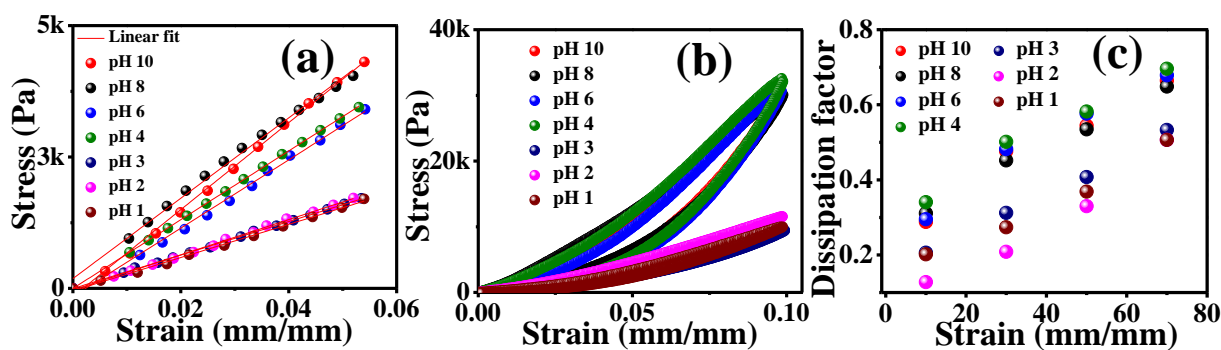 (a)
5k
3k
0
Stress (Pa)
Linear fit
pH 10
pH 8
pH 6
pH 4
pH 3
pH 2
pH 1
0.00 0.02 0.04 0.06
Strain (mm/mm)
(b)
40k
20k
0
Stress (Pa)
pH 10
pH 8
pH 6
pH 4
pH 3
pH 2
pH 1
0.00 0.05 0.10
Strain (mm/mm)
(c)
0.8
0.6
0.4
0.2
Dissipation factor
pH 10 pH 3
pH 8 pH 2
pH 6 pH 1
pH 4
0 20 40 60 80
Strain (mm/mm)